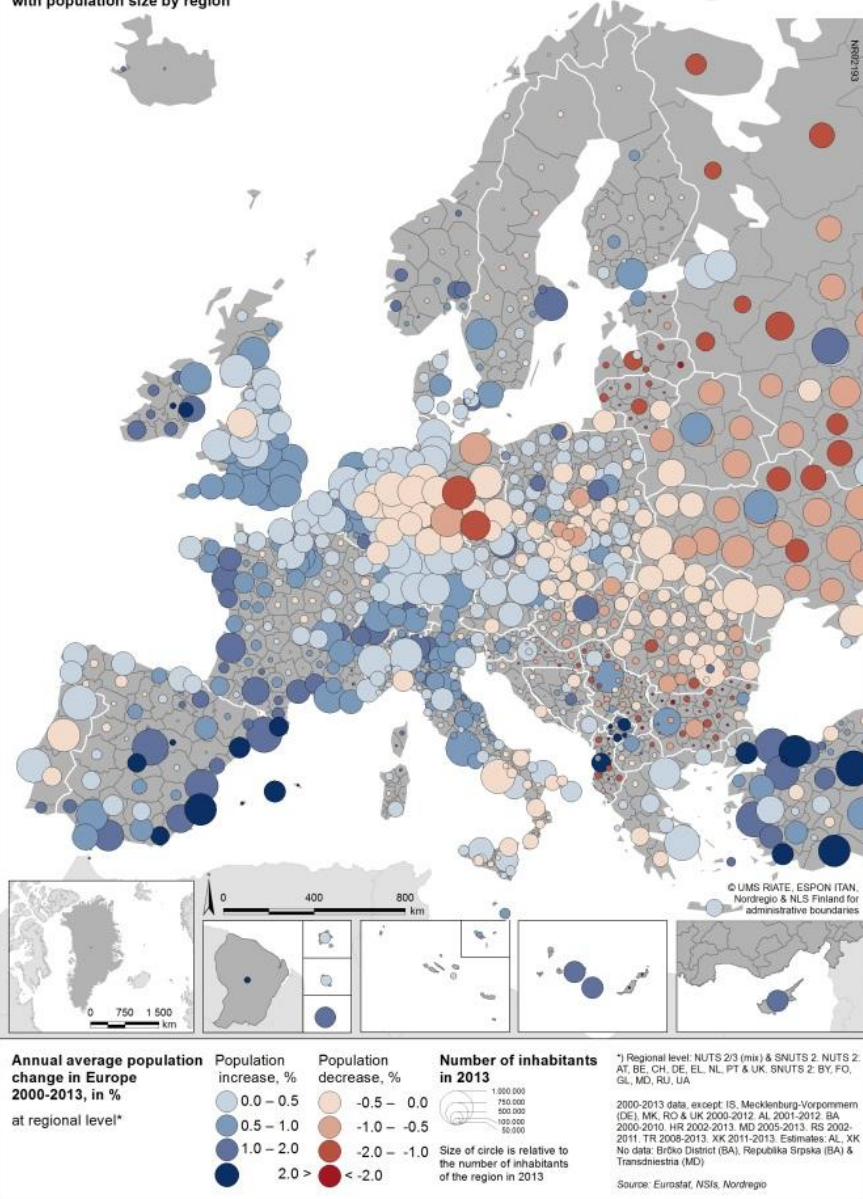 with population size by region
NR02193
© UMS RIATE, ESPON ITAN,
Nordregio & NLS Finland for
administrative boundaries
0 400 800
km
0 750 1 500
km
Annual average population
change in Europe
2000-2013, in %
at regional level*
Population
increase, %
0.0 – 0.5
0.5 – 1.0
1.0 – 2.0
2.0 >
Population
decrease, %
-0.5 – 0.0
-1.0 – -0.5
-2.0 – -1.0
< -2.0
Number of inhabitants
in 2013
1.000.000
750.000
500.000
100.000
50.000
Size of circle is relative to
the number of inhabitants
of the region in 2013
*) Regional level: NUTS 2/3 (mix) & SNUTS 2. NUTS 2:
AT, BE, CH, DE, EL, NL, PT & UK. SNUTS 2: BY, FO,
GL, MD, RU, UA
2000-2013 data, except: IS, Mecklenburg-Vorpommern
(DE), MK, RO & UK 2000-2012. AL 2001-2012. BA
2000-2010. HR 2002-2013. MD 2005-2013. RS 2002-
2011. TR 2008-2013. XK 2011-2013. Estimates: AL, XK
No data: Brčko District (BA), Republika Srpska (BA) &
Transdniestria (MD)
Source: Eurostat, NSIs, Nordregio